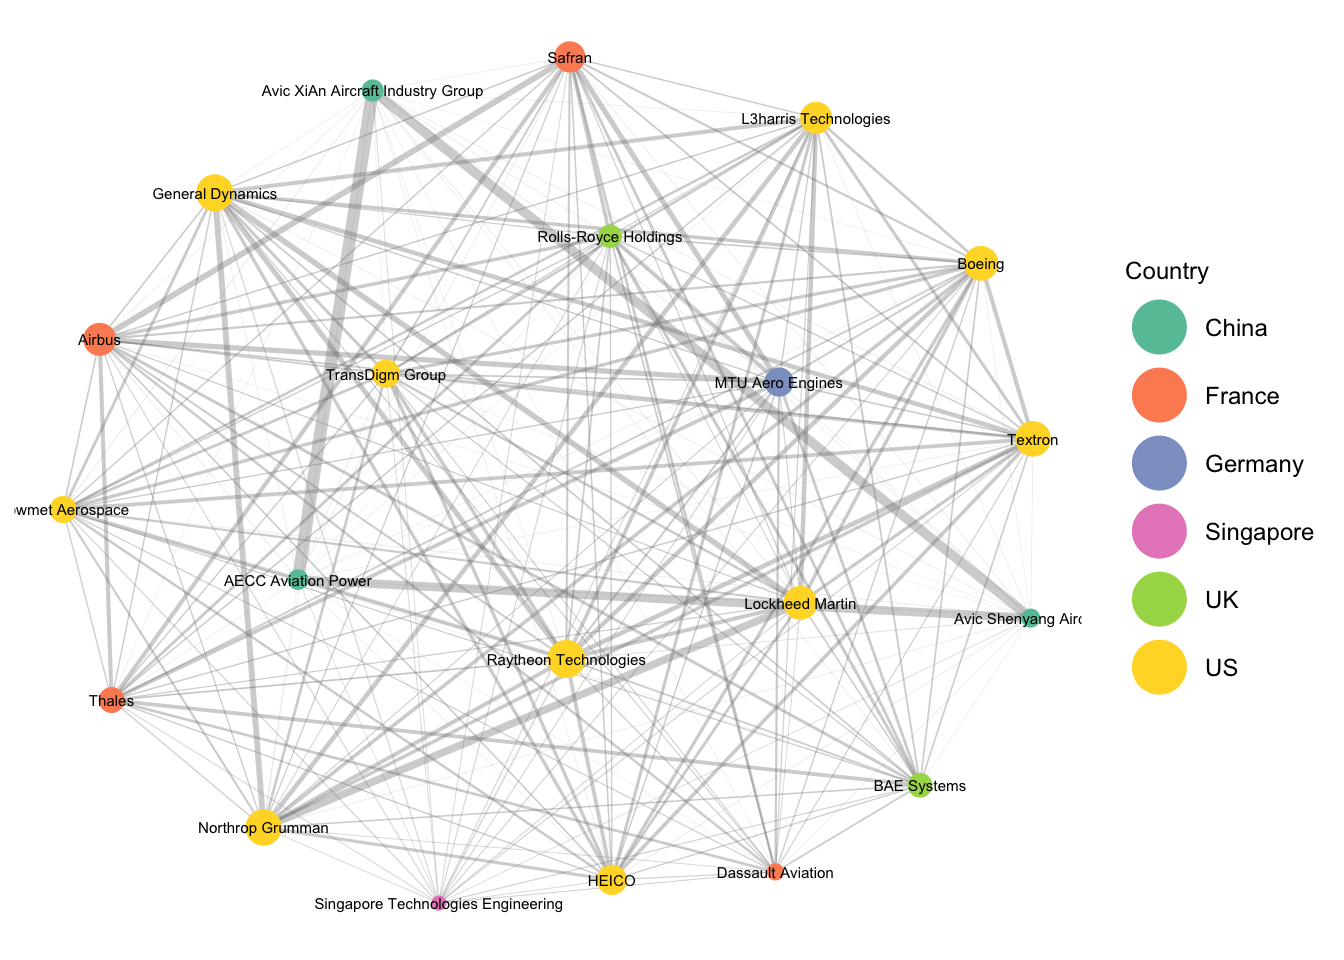 Safran
Avic XiAn Aircraft Industry Group
L3harris Technologies
General Dynamics
Rolls-Royce Holdings
Boeing
Airbus
TransDigm Group
MTU Aero Engines
Textron
wmet Aerospace
AECC Aviation Power
Lockheed Martin
Avic Shenyang Airc
Raytheon Technologies
Thales
BAE Systems
Northrop Grumman
Dassault Aviation
HEICO
Singapore Technologies Engineering
Country
China
France
Germany
Singapore
UK
US